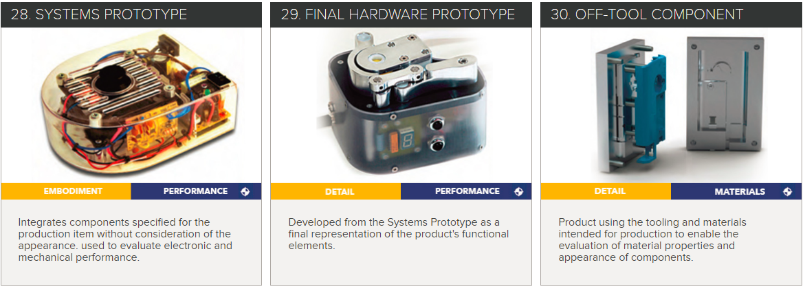 28. SYSTEMS PROTOTYPE
EMBODIMENT
PERFORMANCE
Integrates components specified for the
production item without consideration of the
appearance. used to evaluate electronic and
mechanical performance.
29. FINAL HARDWARE PROTOTYPE
DETAIL
PERFORMANCE
Developed from the Systems Prototype as a
final representation of the product's functional
elements.
30. OFF-TOOL COMPONENT
DETAIL
MATERIALS
Product using the tooling and materials
intended for production to enable the
evaluation of material properties and
appearance of components.